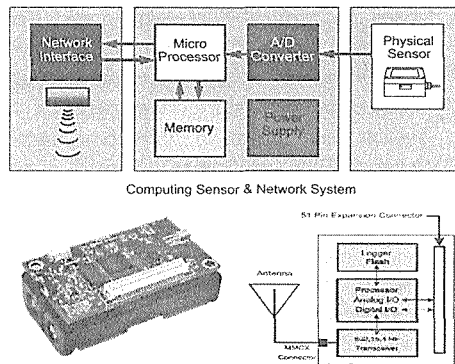 Network
Interface
Micro
Processor
A/D
Converter
Physical
Sensor
Memory
Power
Supply
Computing Sensor & Network System
51 Pin Expansion Connector
Logger
Flash
Antenna
Processor
Analog I/O
Digital I/O
MMCX
Connector
802.15.4 RF
Transceiver